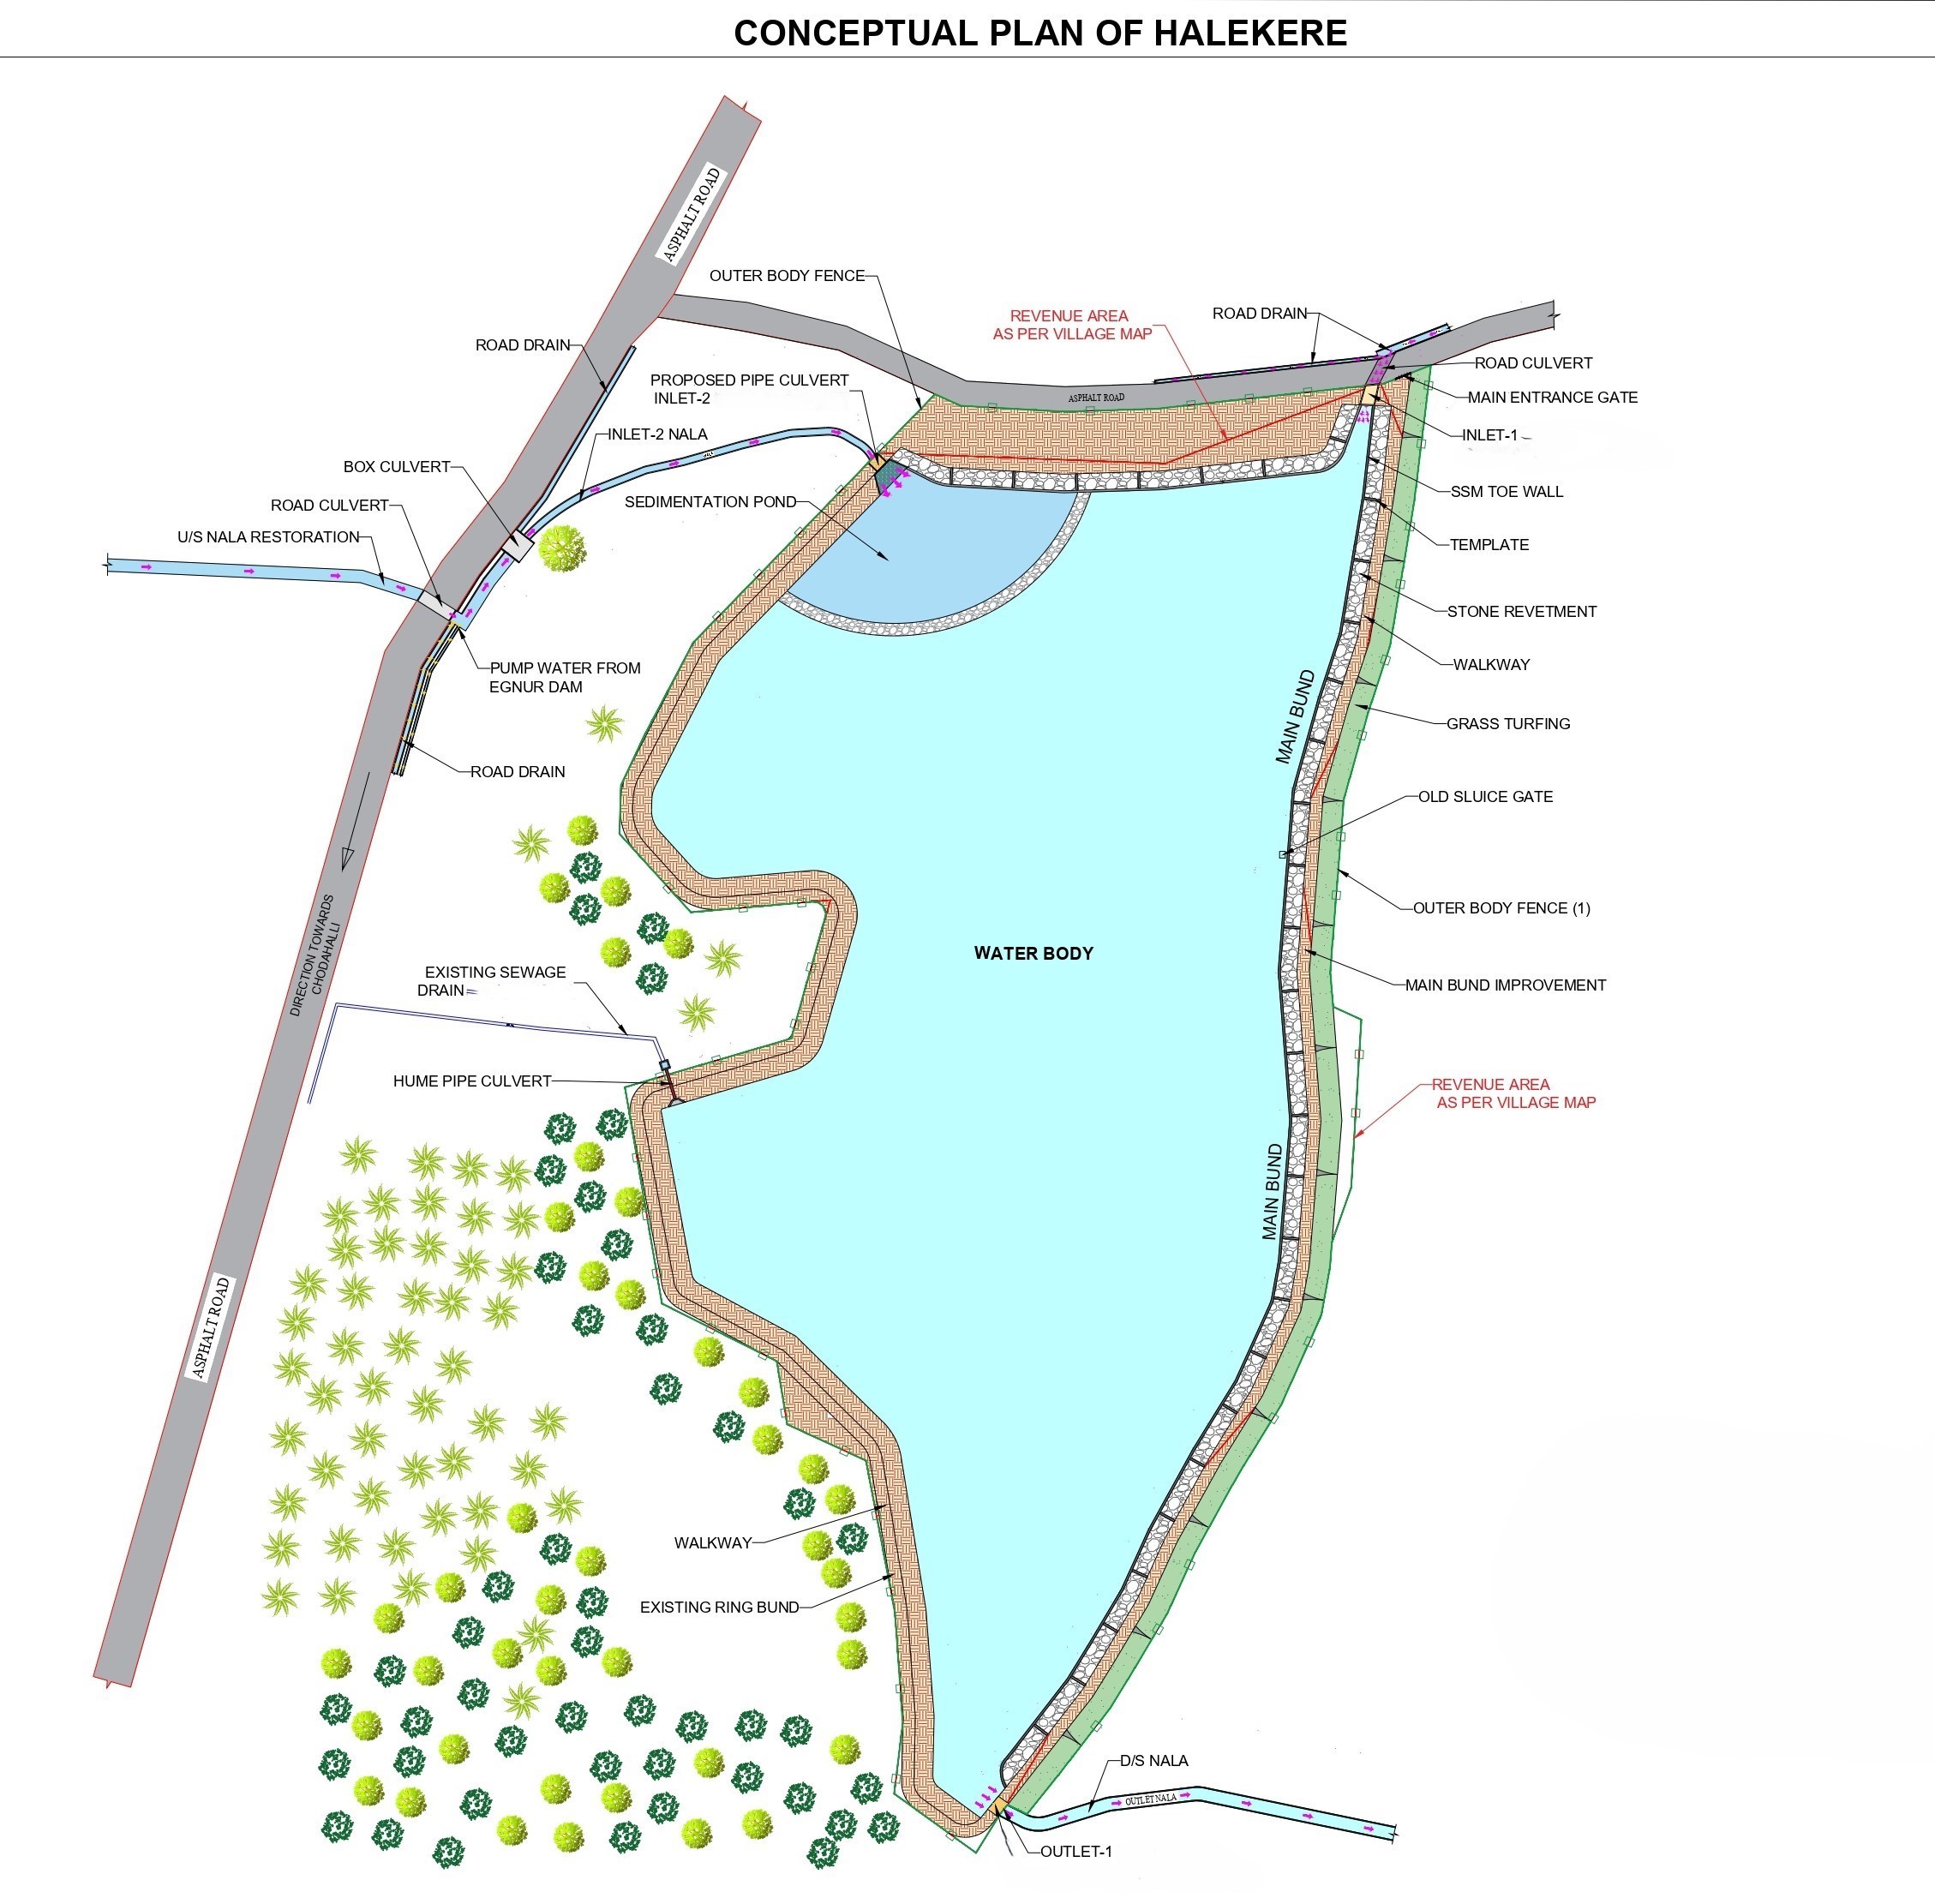 CONCEPTUAL PLAN OF HALEKERE
ASPHALT ROAD
OUTER BODY FENCE
REVENUE AREA
AS PER VILLAGE MAP
ROAD DRAIN
ROAD DRAIN
ROAD CULVERT
PROPOSED PIPE CULVERT
INLET-2
ASPHALT ROAD
MAIN ENTRANCE GATE
INLET-2 NALA
INLET-1
BOX CULVERT
SEDIMENTATION POND
SSM TOE WALL
ROAD CULVERT
U/S NALA RESTORATION
TEMPLATE
STONE REVETMENT
PUMP WATER FROM
EGNUR DAM
WALKWAY
MAIN BUND
GRASS TURFING
ROAD DRAIN
OLD SLUICE GATE
OUTER BODY FENCE (1)
DIRECTION TOWARDS
CHODAHALLI
WATER BODY
EXISTING SEWAGE
DRAIN
MAIN BUND IMPROVEMENT
HUME PIPE CULVERT
REVENUE AREA
AS PER VILLAGE MAP
MAIN BUND
ASPHALT ROAD
WALKWAY
EXISTING RING BUND
D/S NALA
OUTLET NALA
OUTLET-1